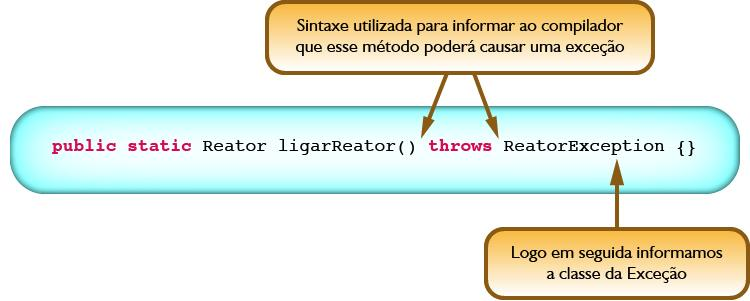 Sintaxe utilizada para informar ao compilador
que esse método poderá causar uma exceção
public static Reator ligarReator() throws ReatorException {}
Logo em seguida informamos
a classe da Exceção